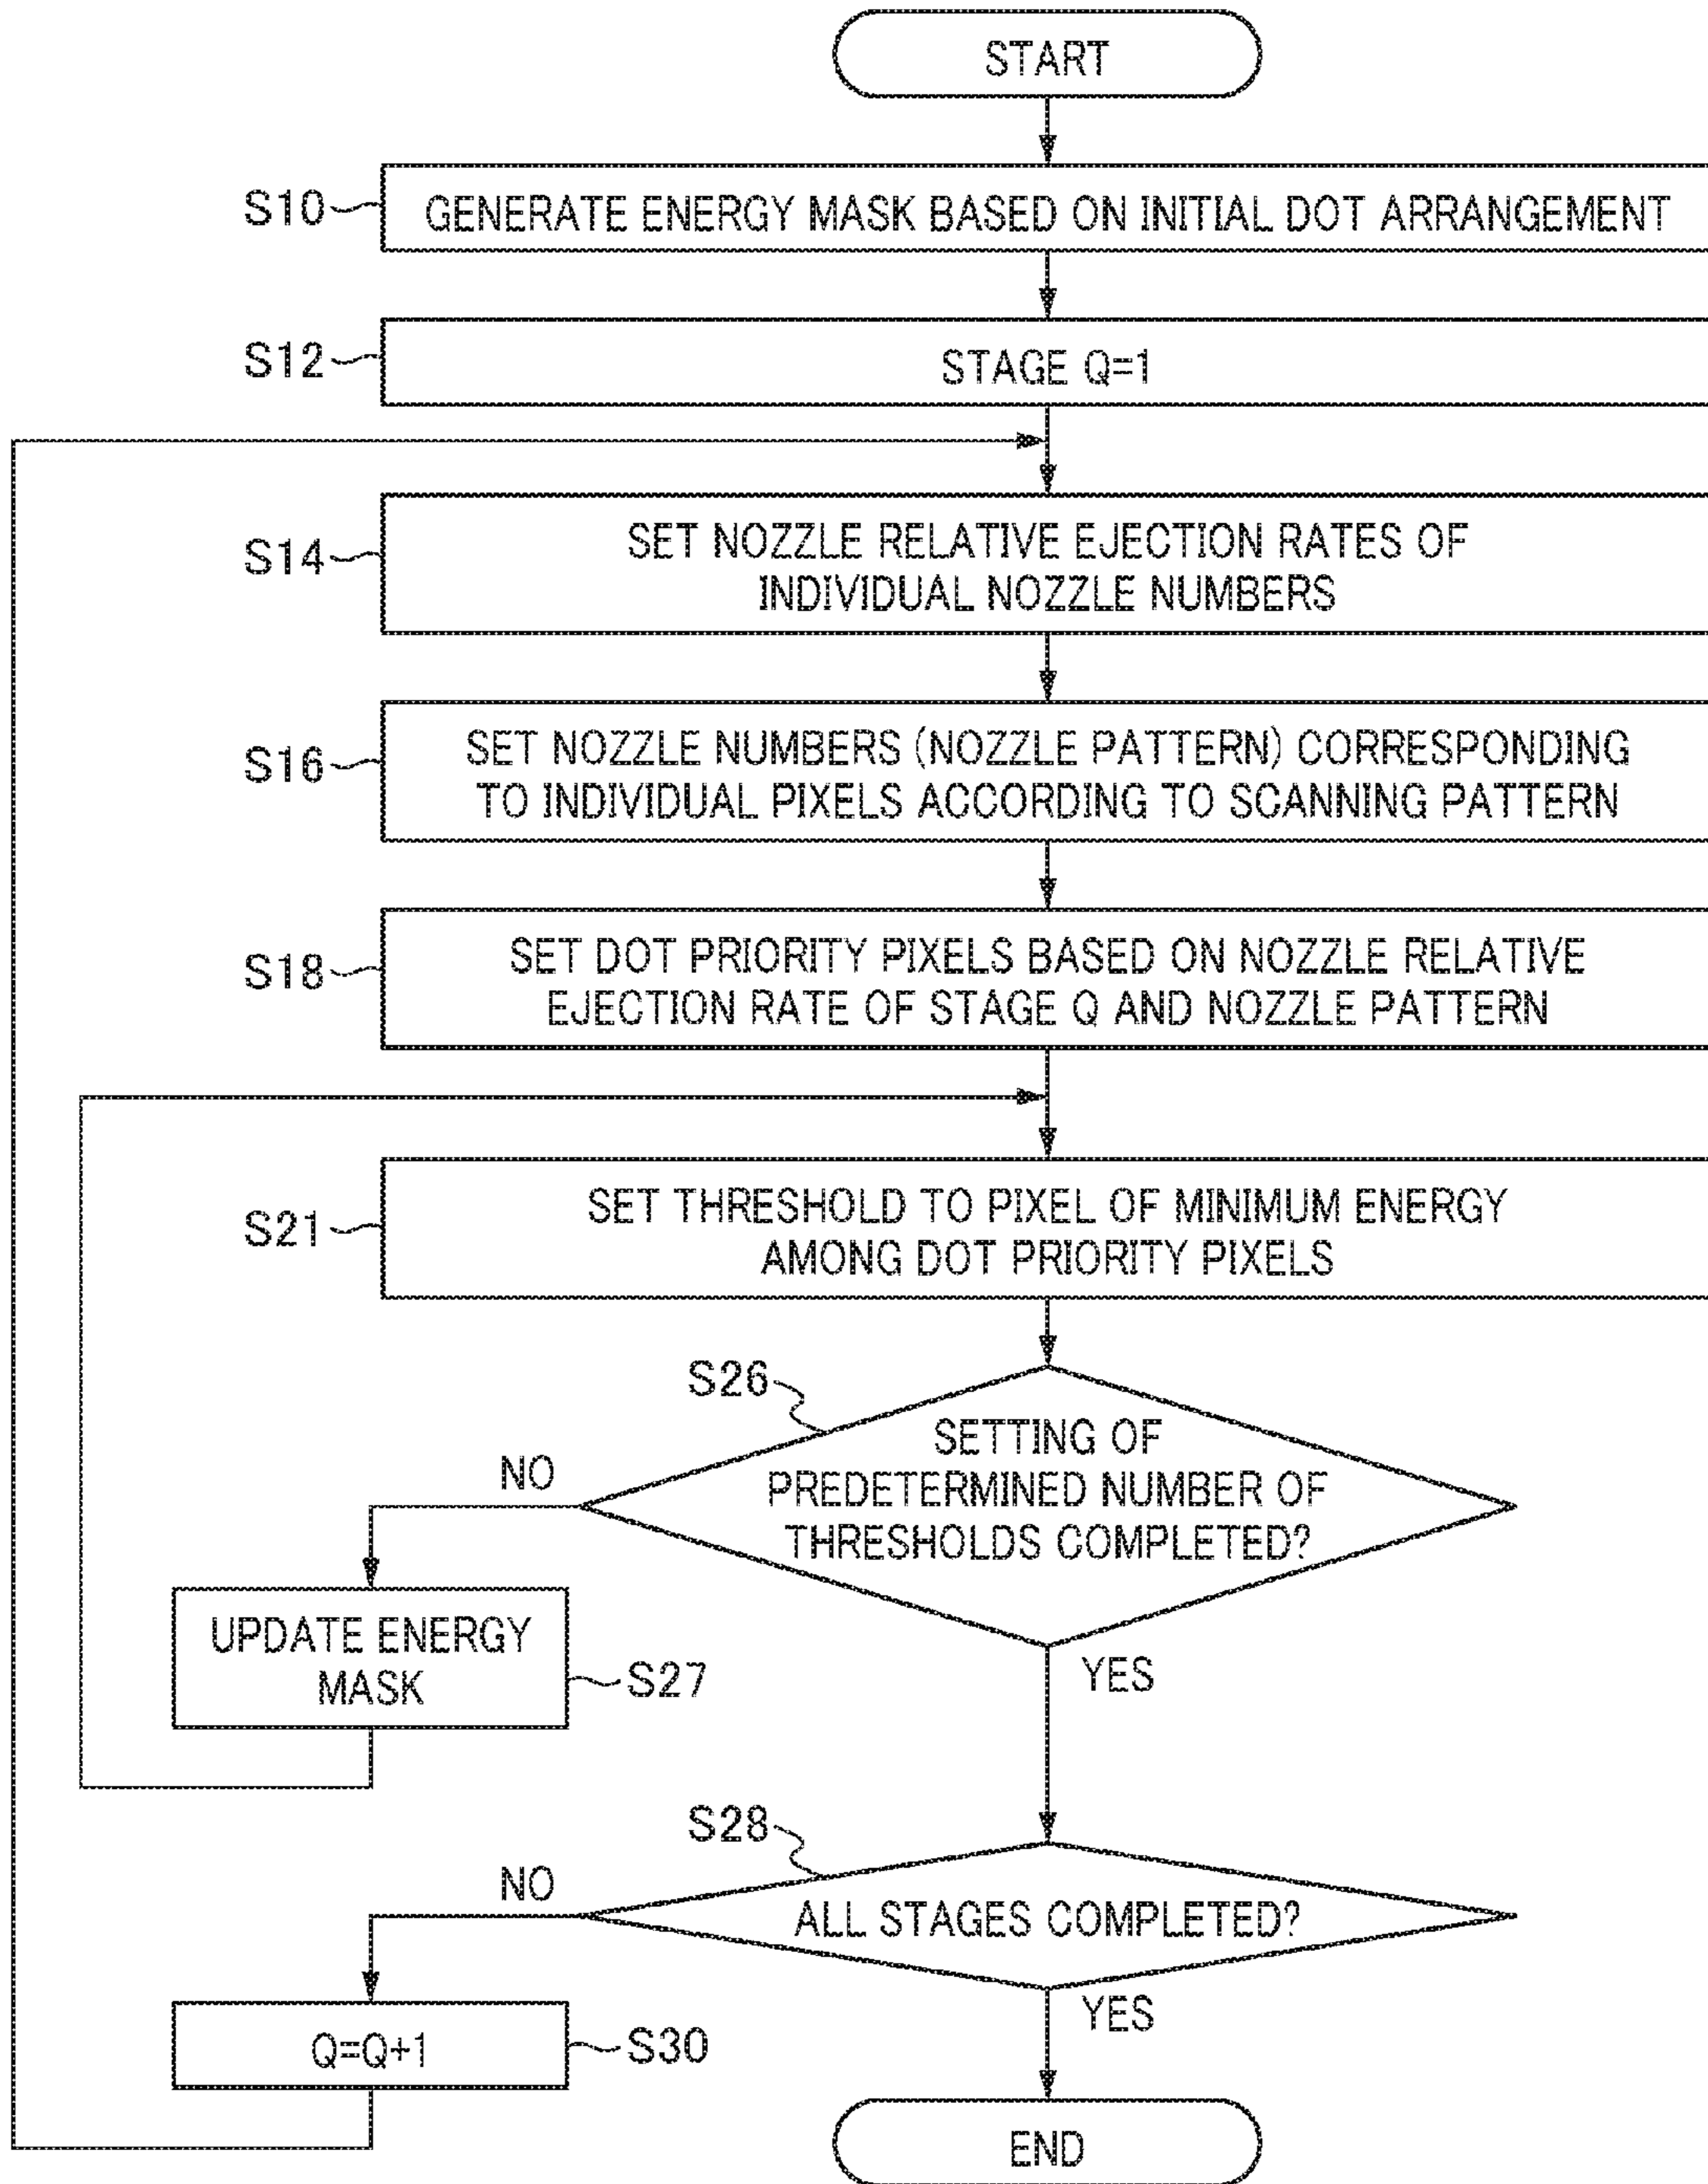 START
S10
GENERATE ENERGY MASK BASED ON INITIAL DOT ARRANGEMENT
S12
STAGE Q=1
S14
SET NOZZLE RELATIVE EJECTION RATES OF
INDIVIDUAL NOZZLE NUMBERS
S16
SET NOZZLE NUMBERS (NOZZLE PATTERN) CORRESPONDING
TO INDIVIDUAL PIXELS ACCORDING TO SCANNING PATTERN
S18
SET DOT PRIORITY PIXELS BASED ON NOZZLE RELATIVE
EJECTION RATE OF STAGE Q AND NOZZLE PATTERN
S21
SET THRESHOLD TO PIXEL OF MINIMUM ENERGY
AMONG DOT PRIORITY PIXELS
S26
SETTING OF
PREDETERMINED NUMBER OF
THRESHOLDS COMPLETED?
NO
UPDATE ENERGY
MASK
S27
YES
S28
ALL STAGES COMPLETED?
NO
Q=Q+1
S30
YES
END